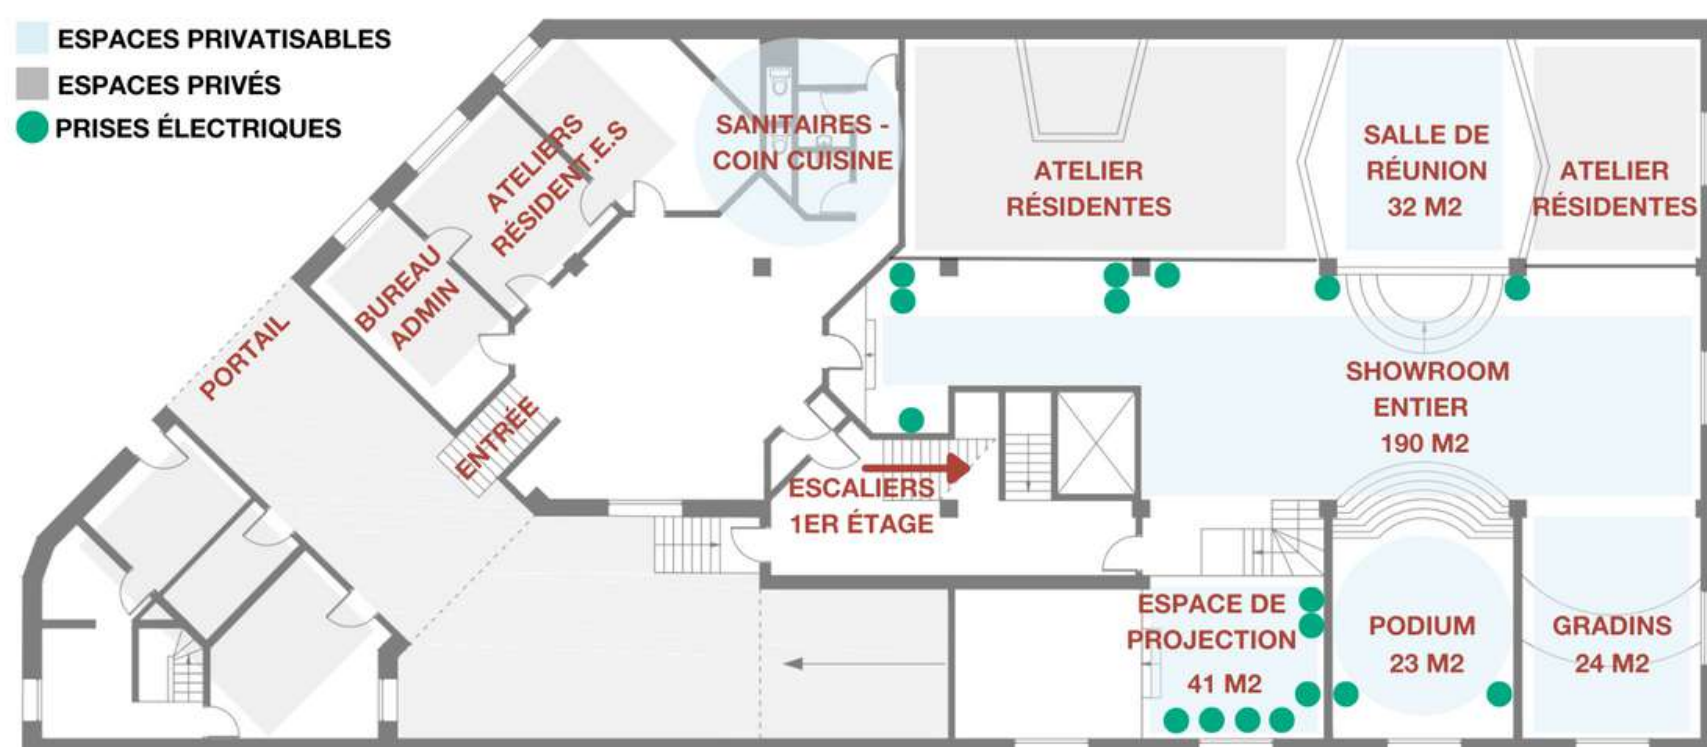 ESPACES PRIVATISABLES
ESPACES PRIVÉS
PRISES ÉLECTRIQUES
ATELIERS
RÉSIDENT.E.S
SANITAIRES -
COIN CUISINE
ATELIER
RÉSIDENTES
SALLE DE
RÉUNION
32 M2
ATELIER
RÉSIDENTES
BUREAU
ADMIN
PORTAIL
ENTRÉE
SHOWROOM
ENTIER
190 M2
ESCALIERS
1ER ÉTAGE
ESPACE DE
PROJECTION
41 M2
PODIUM
23 M2
GRADINS
24 M2